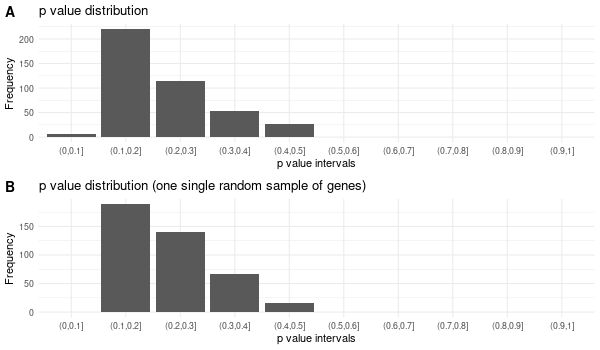 A
p value distribution
Frequency
200
150
100
50
0
(0,0.1] (0.1,0.2] (0.2,0.3] (0.3,0.4] (0.4,0.5] (0.5,0.6] (0.6,0.7] (0.7,0.8] (0.8,0.9] (0.9,1]
p value intervals
B
p value distribution (one single random sample of genes)
Frequency
150
100
50
0
(0,0.1] (0.1,0.2] (0.2,0.3] (0.3,0.4] (0.4,0.5] (0.5,0.6] (0.6,0.7] (0.7,0.8] (0.8,0.9] (0.9,1]
p value intervals